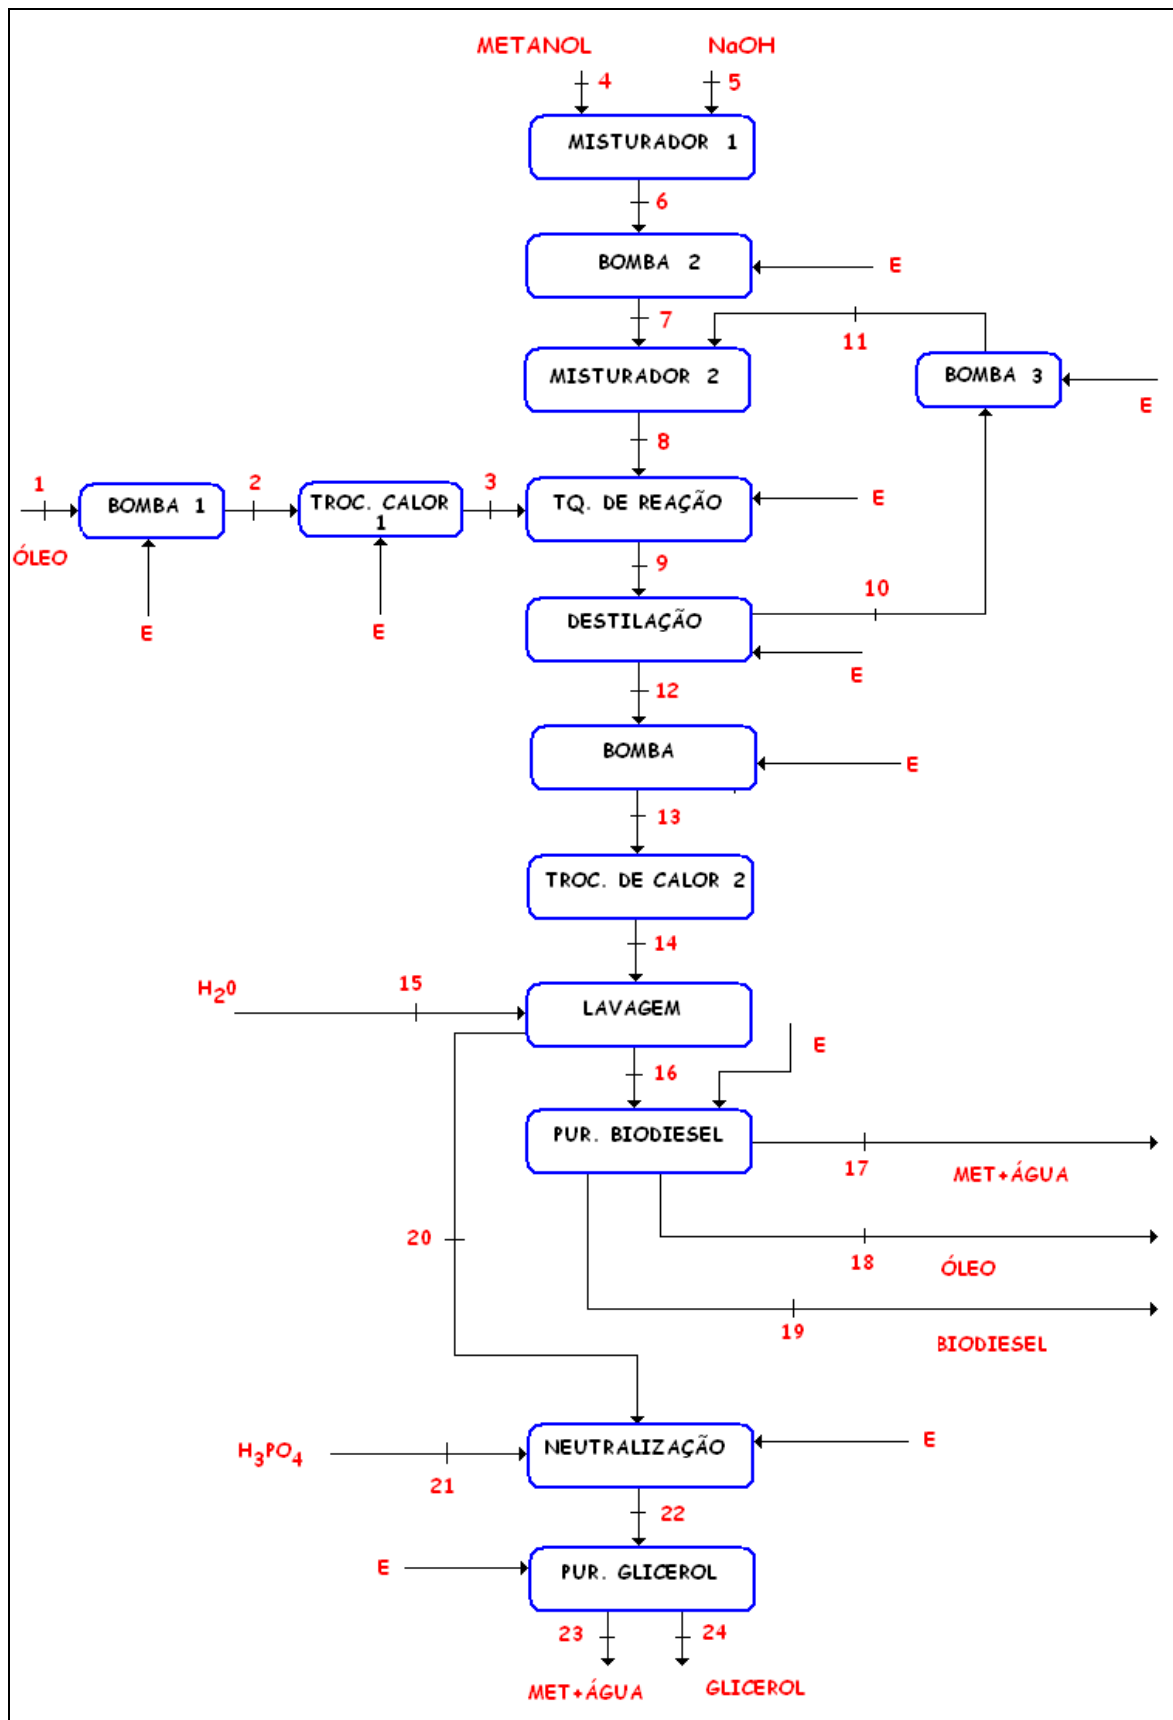 METANOL NaOH
4 5
MISTURADOR 1
6
BOMBA 2
E
7
11
MISTURADOR 2
BOMBA 3
E
8
1 2 3
BOMBA 1
TROC. CALOR
1
TQ. DE REAÇÃO
E
ÓLEO
9
10
E
E
DESTILAÇÃO
E
12
BOMBA
E
13
TROC. DE CALOR 2
14
H2O
15
LAVAGEM
E
16
PUR. BIODIESEL
17
MET+ÁGUA
20
18
ÓLEO
19
BIODIESEL
H3PO4
21
NEUTRALIZAÇÃO
E
22
E
PUR. GLICEROL
23 24
MET+ÁGUA
GLICEROL